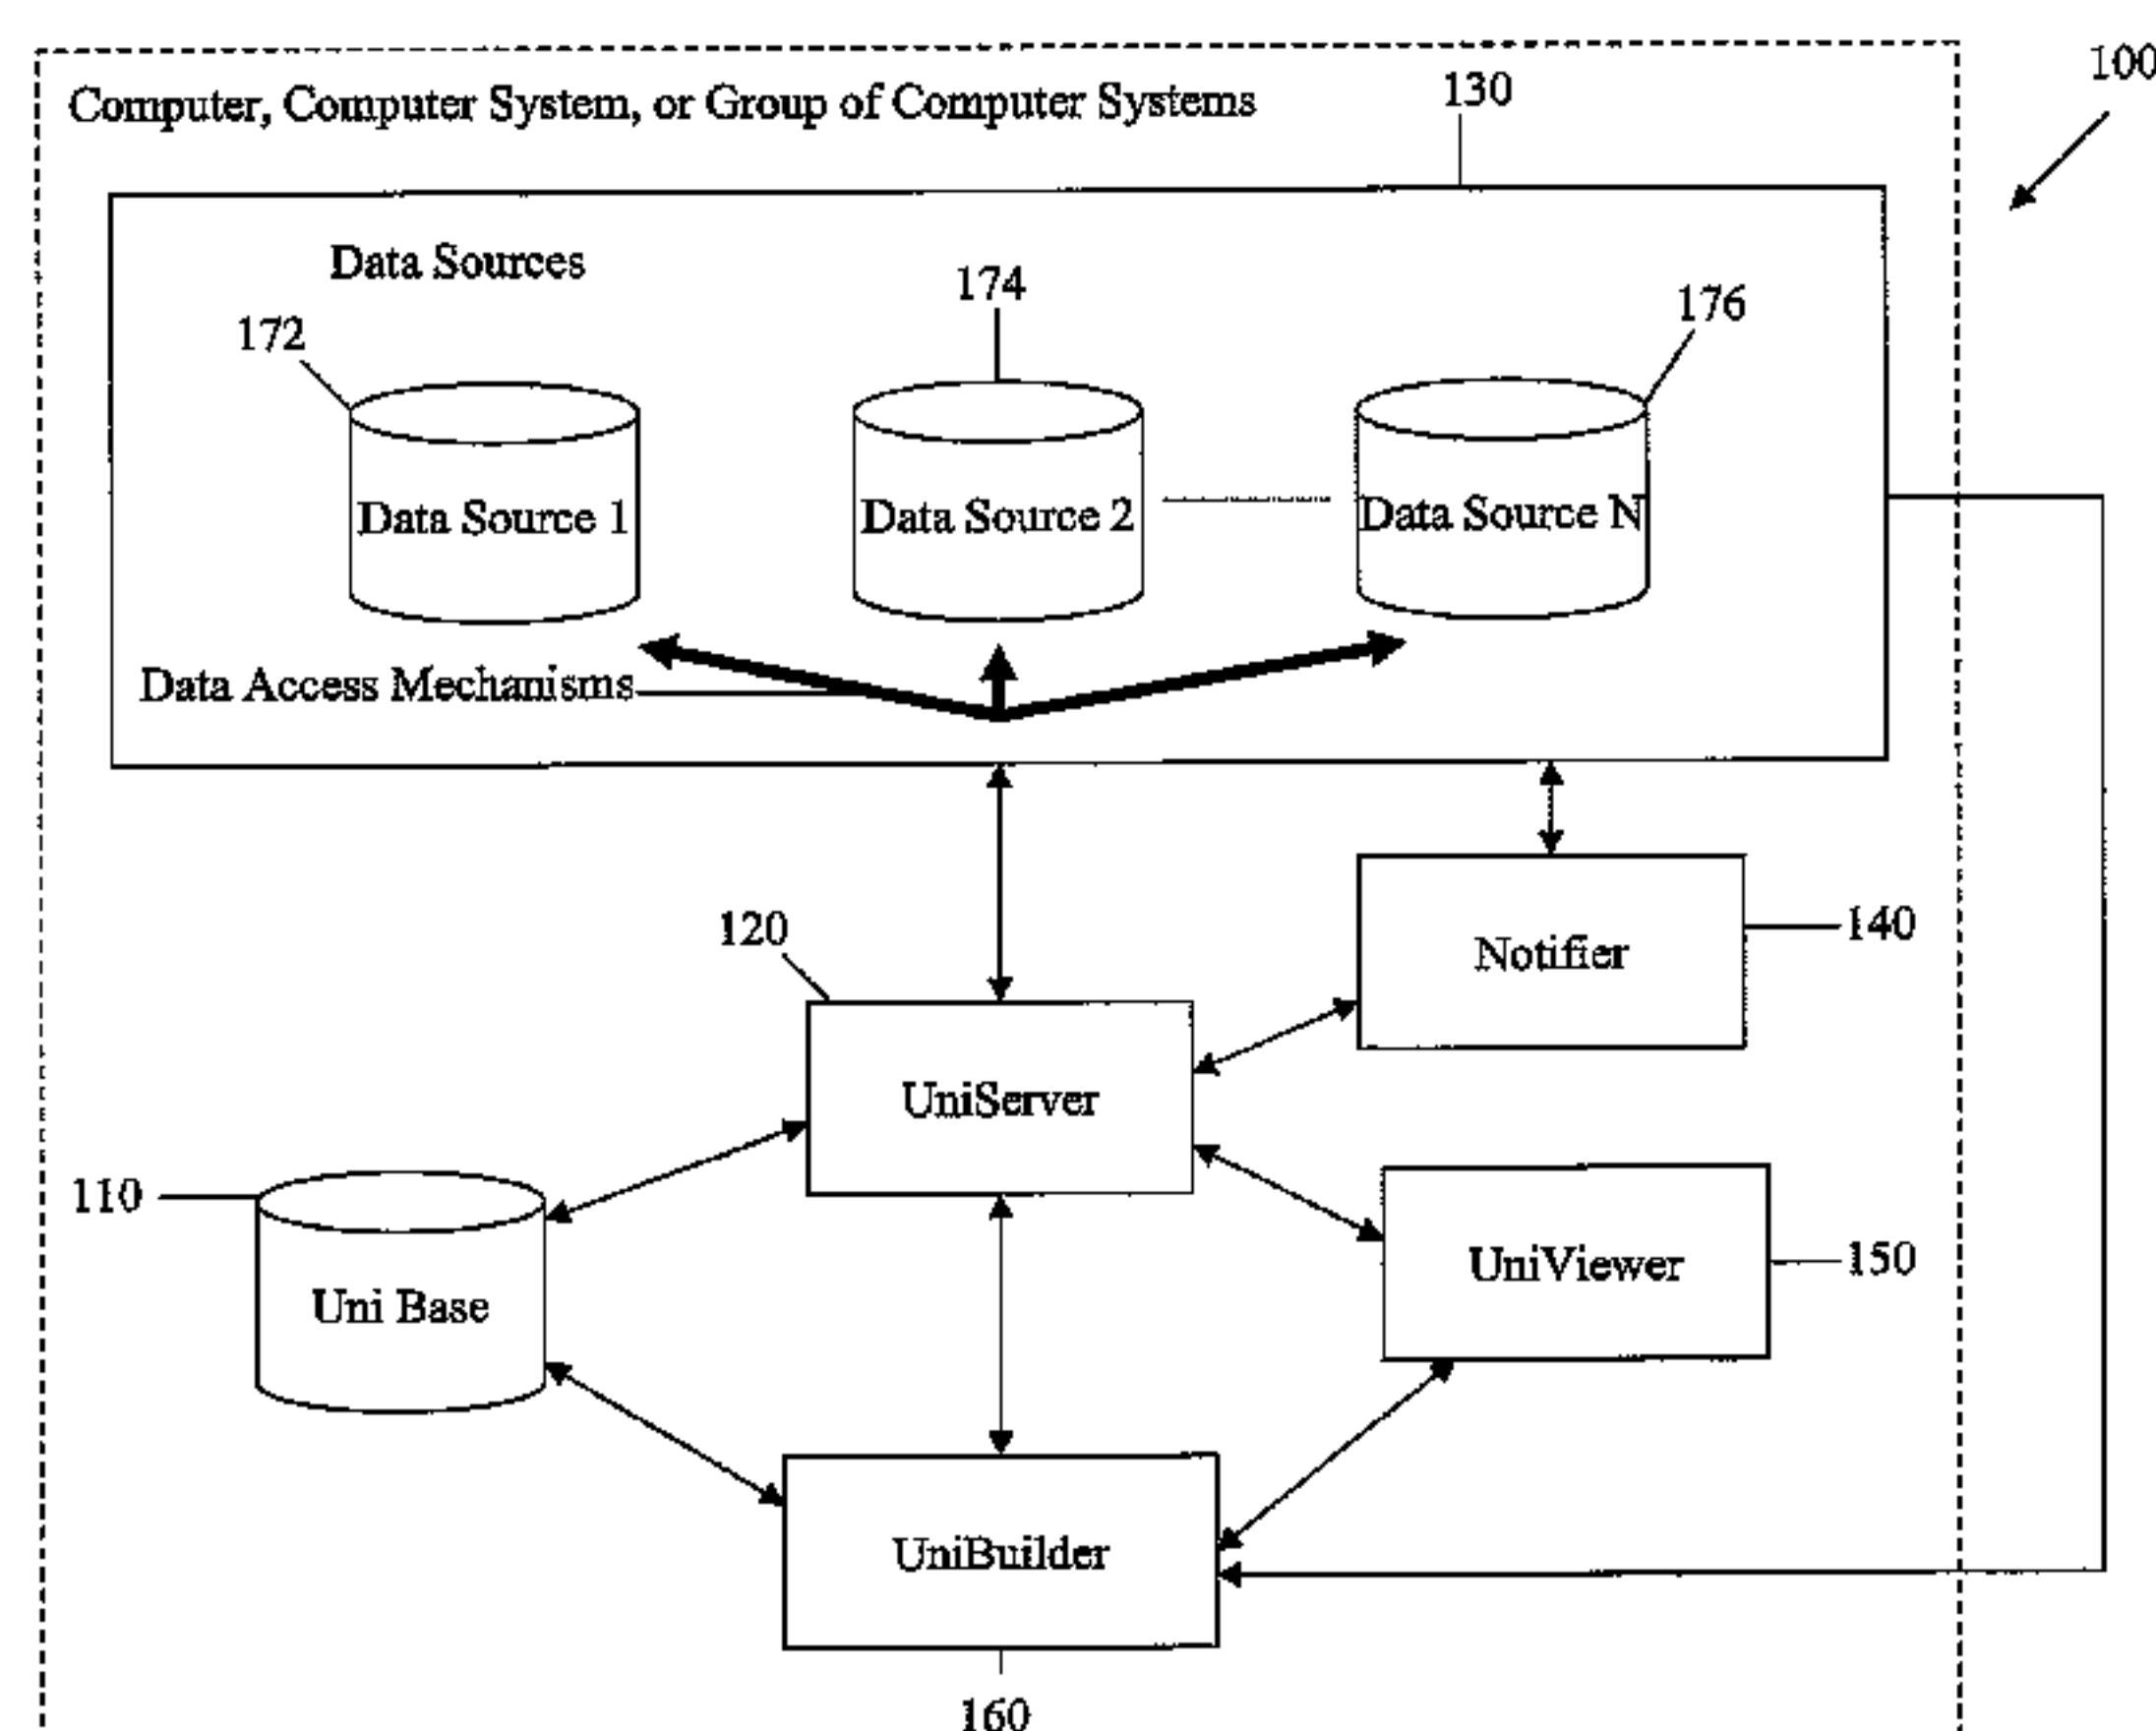 100
Computer, Computer System, or Group of Computer Systems
130
Data Sources
172
174
176
Data Source 1
Data Source 2
Data Source N
Data Access Mechanisms
120
Notifier
140
UniServer
110
Uni Base
UniViewer
150
UniBuilder
160